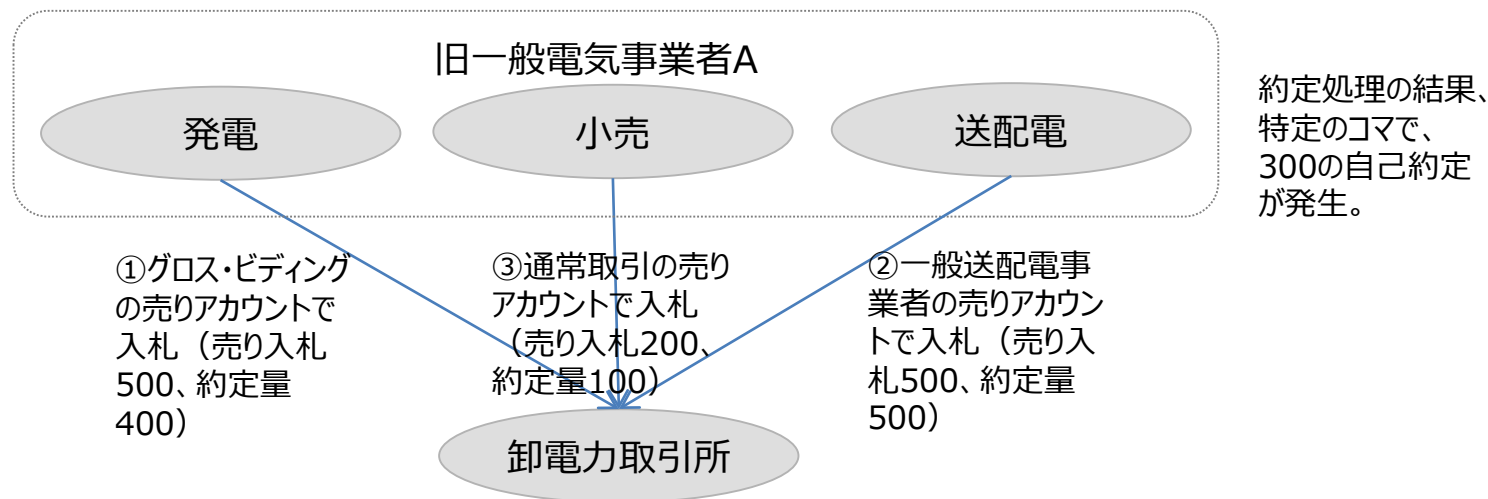 旧一般電気事業者A
発電
小売
送配電
約定処理の結果、
特定のコマで、
300の自己約定
が発生。
①グロス・ビディング
の売りアカウントで
入札（売り入札
500、約定量
400）
③通常取引の売り
アカウントで入札
（売り入札200、
約定量100）
②一般送配電事
業者の売りアカウン
トで入札（売り入
札500、約定量
500）
卸電力取引所